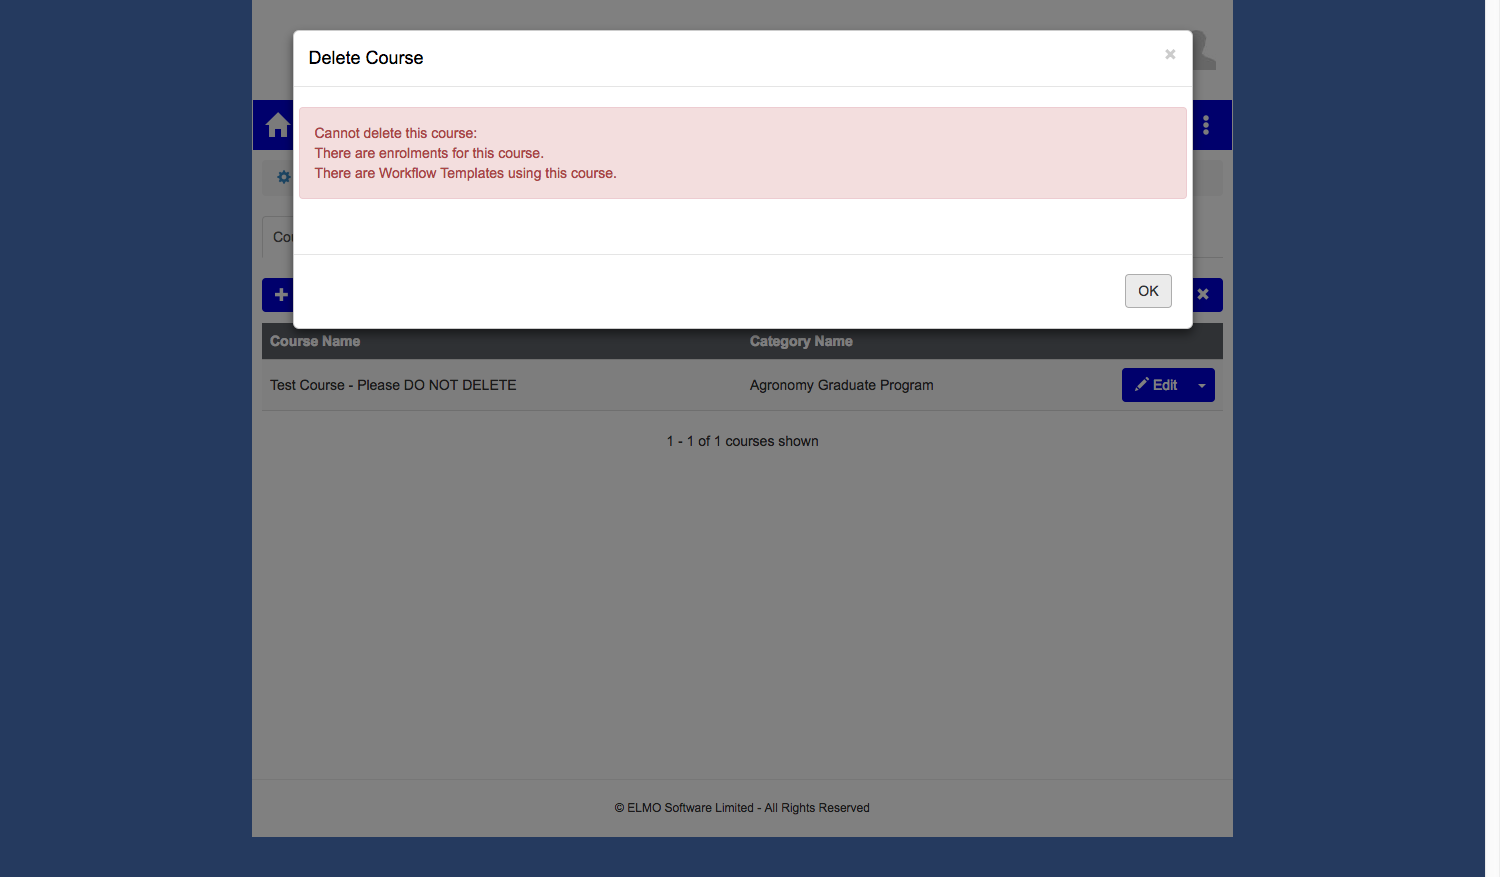 Delete Course
Cannot delete this course:
There are enrolments for this course.
There are Workflow Templates using this course.
OK
Course Name Category Name
Test Course - Please DO NOT DELETE Agronomy Graduate Program Edit
1 - 1 of 1 courses shown
© ELMO Software Limited - All Rights Reserved